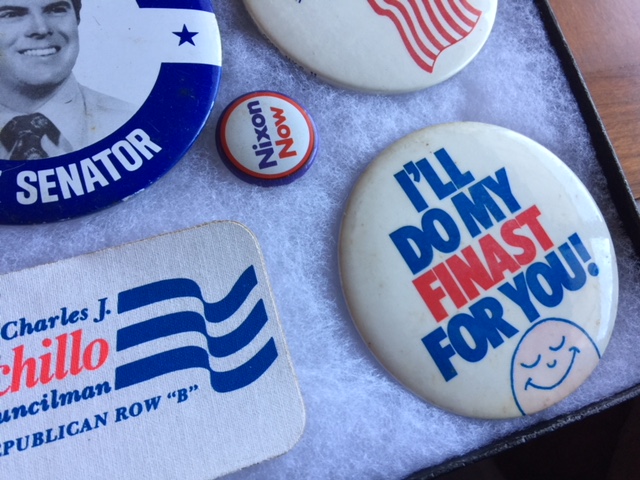 SENATOR
Nixon
Now
I'LL
DO MY
FINAST
FOR YOU!
Charles J.
chillo
uncilman
PUBLICAN ROW "B"